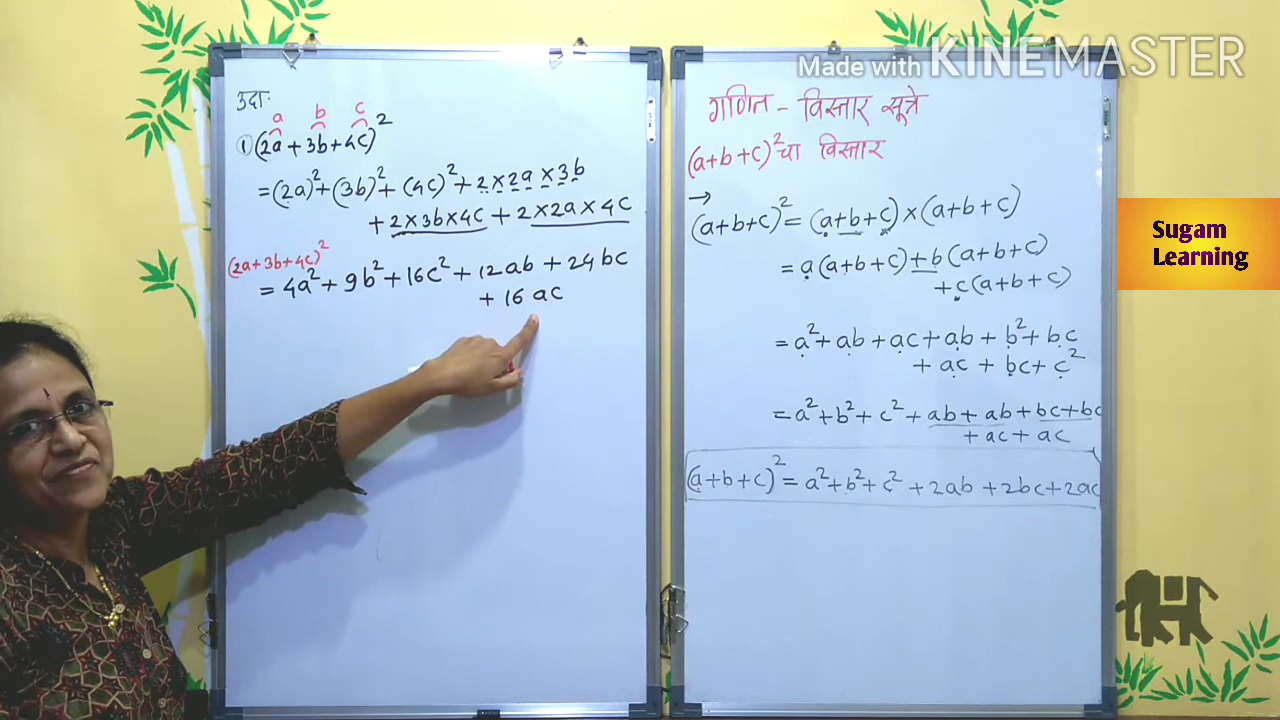 उदाः
a b c
① (2a + 3b + 4c)²
= (2a)² + (3b)² + (4c)² + 2 × 2a × 3b
+ 2 × 3b × 4c + 2 × 2a × 4c
(2a + 3b + 4c)²
= 4a² + 9b² + 16c² + 12ab + 24bc
+ 16 ac
Made with KINEMASTER
गणित - विस्तार सूत्रे
(a+b+c)² चा विस्तार
→
(a+b+c)² = (a+b+c) × (a+b+c)
= a(a+b+c) + b(a+b+c)
+ c(a+b+c)
= a² + ab + ac + ab + b² + bc
+ ac + bc + c²
= a² + b² + c² + ab + ab + bc + bc
+ ac + ac
(a+b+c)² = a² + b² + c² + 2ab + 2bc + 2ac
Sugam
Learning